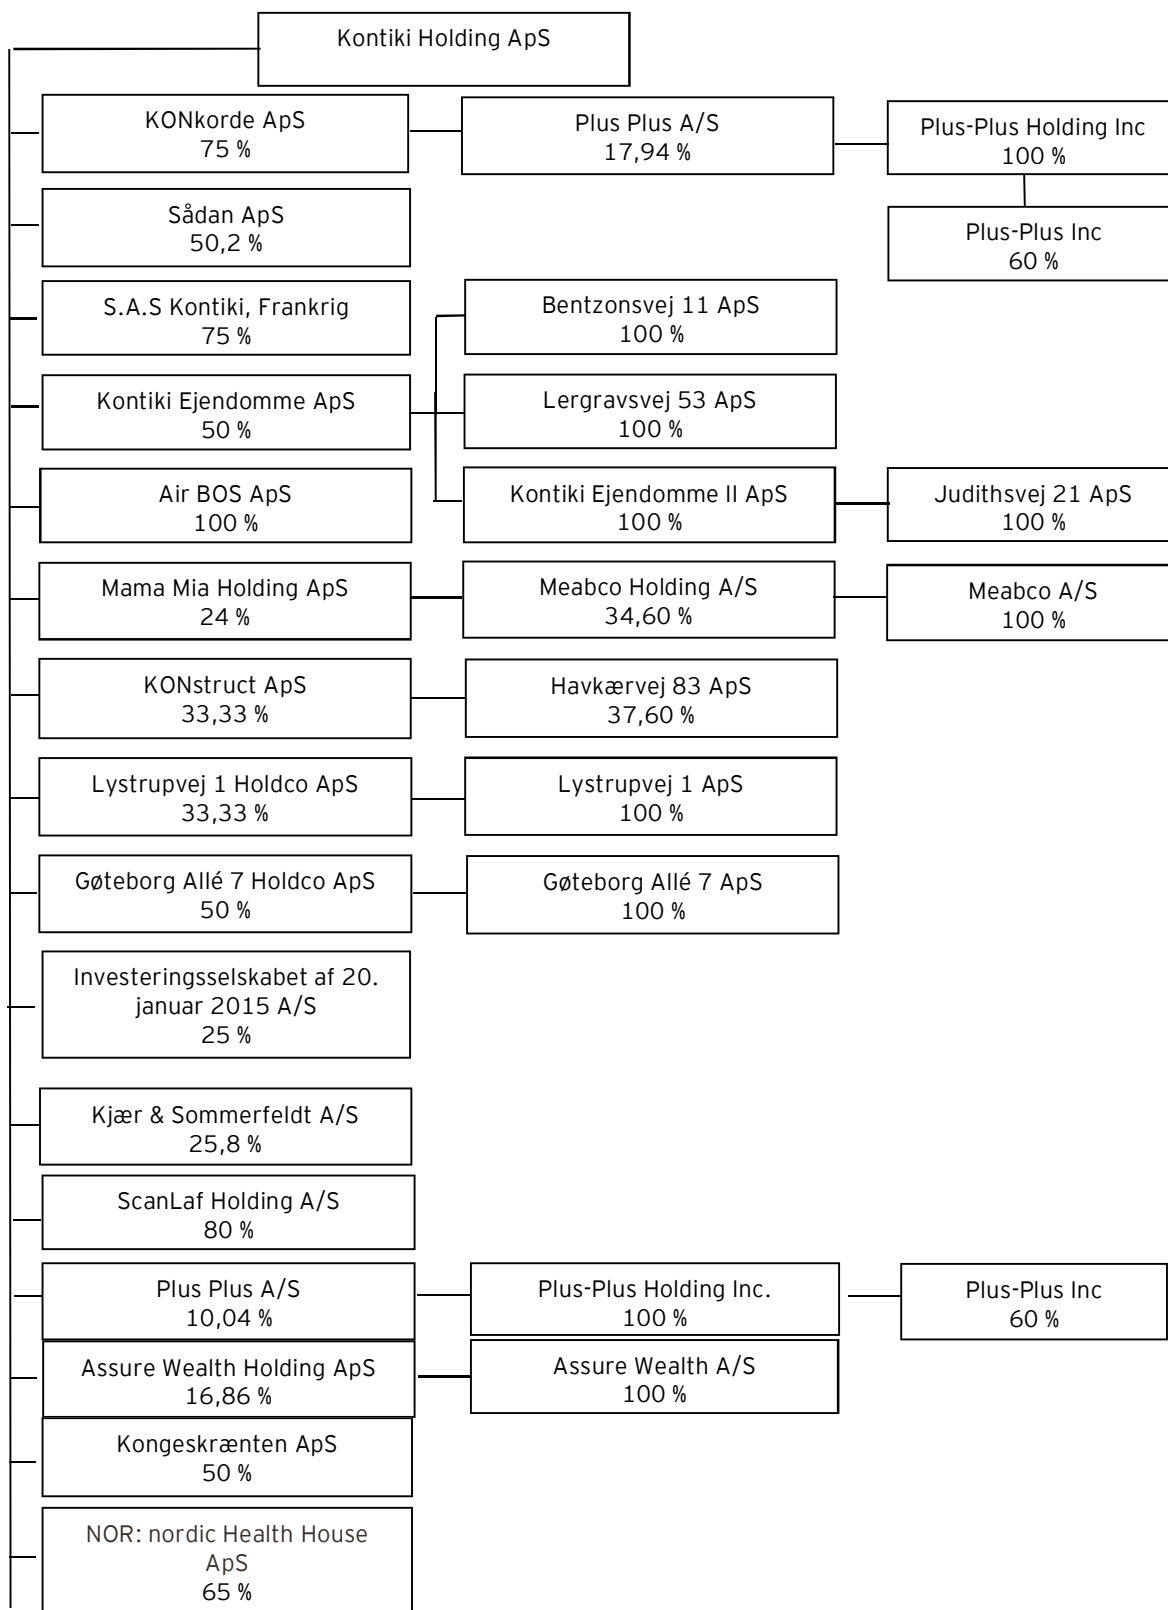 Kontiki Holding ApS
KONkorde ApS
75 %
Plus Plus A/S
17,94 %
Plus-Plus Holding Inc
100 %
Sådan ApS
50,2 %
Plus-Plus Inc
60 %
S.A.S Kontiki, Frankrig
75 %
Bentzonsvej 11 ApS
100 %
Kontiki Ejendomme ApS
50 %
Lergravsvej 53 ApS
100 %
Air BOS ApS
100 %
Kontiki Ejendomme II ApS
100 %
Judithsvej 21 ApS
100 %
Mama Mia Holding ApS
24 %
Meabco Holding A/S
34,60 %
Meabco A/S
100 %
KONstruct ApS
33,33 %
Havkærvej 83 ApS
37,60 %
Lystrupvej 1 Holdco ApS
33,33 %
Lystrupvej 1 ApS
100 %
Gøteborg Allé 7 Holdco ApS
50 %
Gøteborg Allé 7 ApS
100 %
Investeringsselskabet af 20.
januar 2015 A/S
25 %
Kjær & Sommerfeldt A/S
25,8 %
ScanLaf Holding A/S
80 %
Plus Plus A/S
10,04 %
Plus-Plus Holding Inc.
100 %
Plus-Plus Inc
60 %
Assure Wealth Holding ApS
16,86 %
Assure Wealth A/S
100 %
Kongeskrænten ApS
50 %
NOR: nordic Health House
ApS
65 %